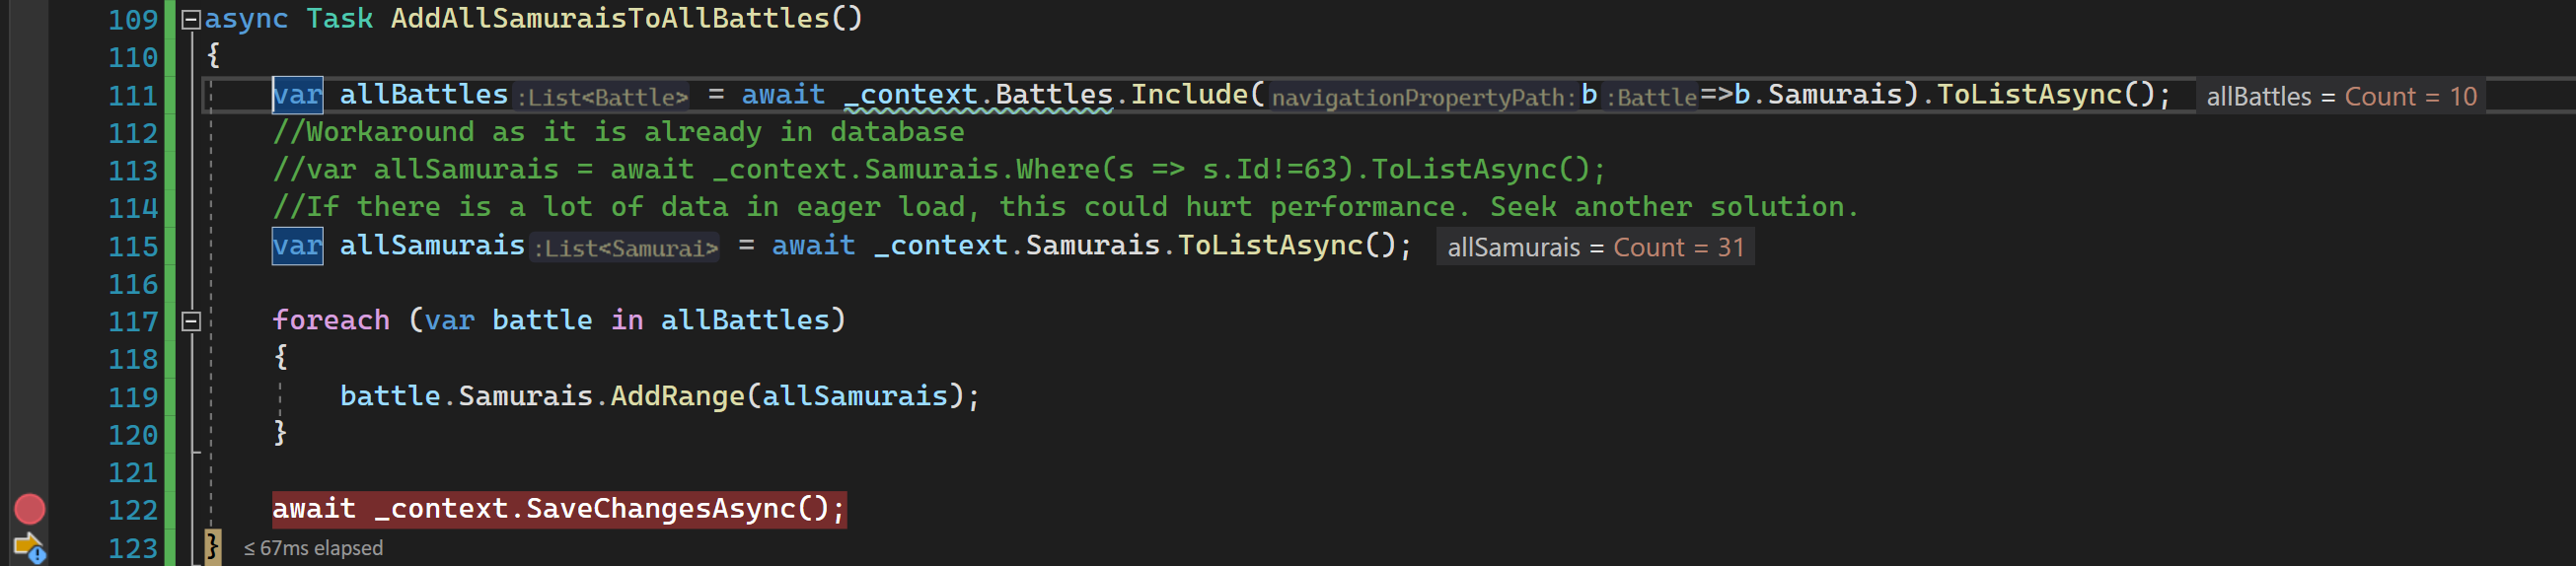 109 async Task AddAllSamuraisToAllBattles()
110 {
111 var allBattles :List<Battle> = await _context.Battles.Include( navigationPropertyPath: b :Battle =>b.Samurais).ToListAsync(); allBattles = Count = 10
112 //Workaround as it is already in database
113 //var allSamurais = await _context.Samurais.Where(s => s.Id!=63).ToListAsync();
114 //If there is a lot of data in eager load, this could hurt performance. Seek another solution.
115 var allSamurais :List<Samurai> = await _context.Samurais.ToListAsync(); allSamurais = Count = 31
116
117 foreach (var battle in allBattles)
118 {
119 battle.Samurais.AddRange(allSamurais);
120 }
121
122 await _context.SaveChangesAsync();
123 } ≤ 67ms elapsed